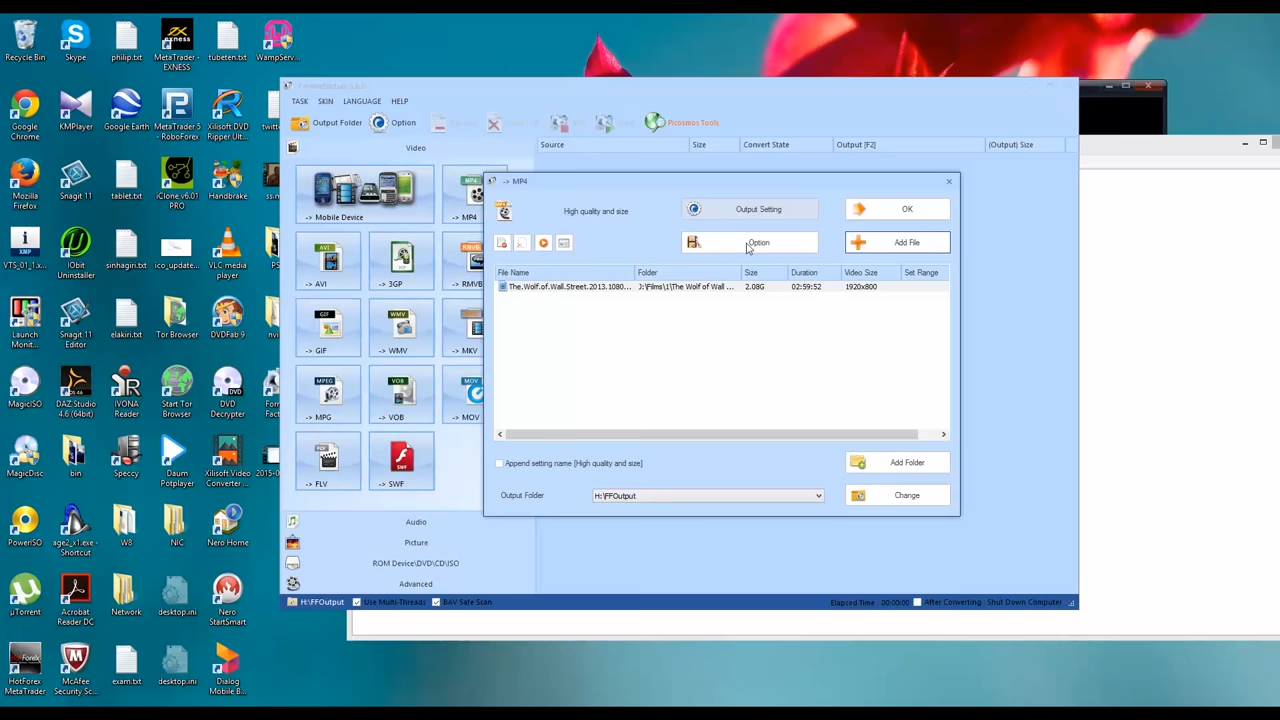 Recycle Bin
Skype
philip.txt
MetaTrader -
EXNESS
tubeten.txt
WampServ...
Google
Chrome
KMPlayer
Google Earth
MetaTrader 5 -
RoboForex
Xilisoft DVD
Ripper Ult...
Mozilla
Firefox
Snagit 11
tablet.txt
iClone v6.01
PRO
Handbrake
VTS_01_1.x...
IObit
Uninstaller
sinhagiri.txt
ico_update...
VLC media
player
Launch
Monit...
Snagit 11
Editor
elakiri.txt
Tor Browser
DVDFab 9
MagicISO
DAZ Studio
4.6 (64bit)
IVONA
Reader
Start Tor
Browser
DVD
Decrypter
MagicDisc
bin
Speccy
Daum
Potplayer
Xilisoft Video
PowerISO
age2_x1.exe -
Shortcut
W8
NIC
Nero Home
µTorrent
Acrobat
Reader DC
Network
desktop.ini
Nero
StartSmart
HotForex
MetaTrader
McAfee
Security Sc...
exam.txt
desktop.ini
Dialog
Mobile B...
TASK
SKIN
LANGUAGE
HELP
Output Folder
Option
Picosmos Tools
Video
Source
Size
Convert State
Output [F2]
(Output) Size
-> Mobile Device
-> MP4
-> AVI
-> 3GP
-> RMVB
-> GIF
-> WMV
-> MKV
-> MPG
-> VOB
-> MOV
-> FLV
-> SWF
Audio
Picture
ROM Device\DVD\CD\ISO
Advanced
-> MP4
High quality and size
Output Setting
OK
Option
Add File
File Name
Folder
Size
Duration
Video Size
Set Range
The.Wolf.of.Wall.Street.2013.1080...
J:\Films\1\The Wolf of Wall ...
2.08G
02:59:52
1920x800
Append setting name [High quality and size]
Add Folder
Output Folder
H:\FFOutput
Change
H:\FFOutput
Use Multi-Threads
BAV Safe Scan
Elapsed Time : 00:00:00
After Converting : Shut Down Computer